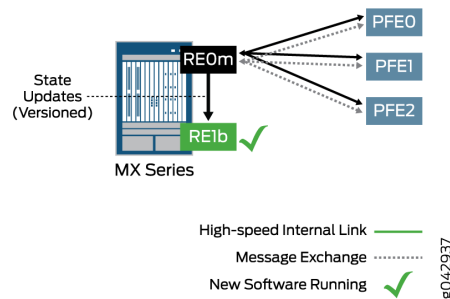 PFE0
RE0m
PFE1
State
Updates
(Versioned)
PFE2
RE1b
MX Series
High-speed Internal Link
Message Exchange
New Software Running
g042937